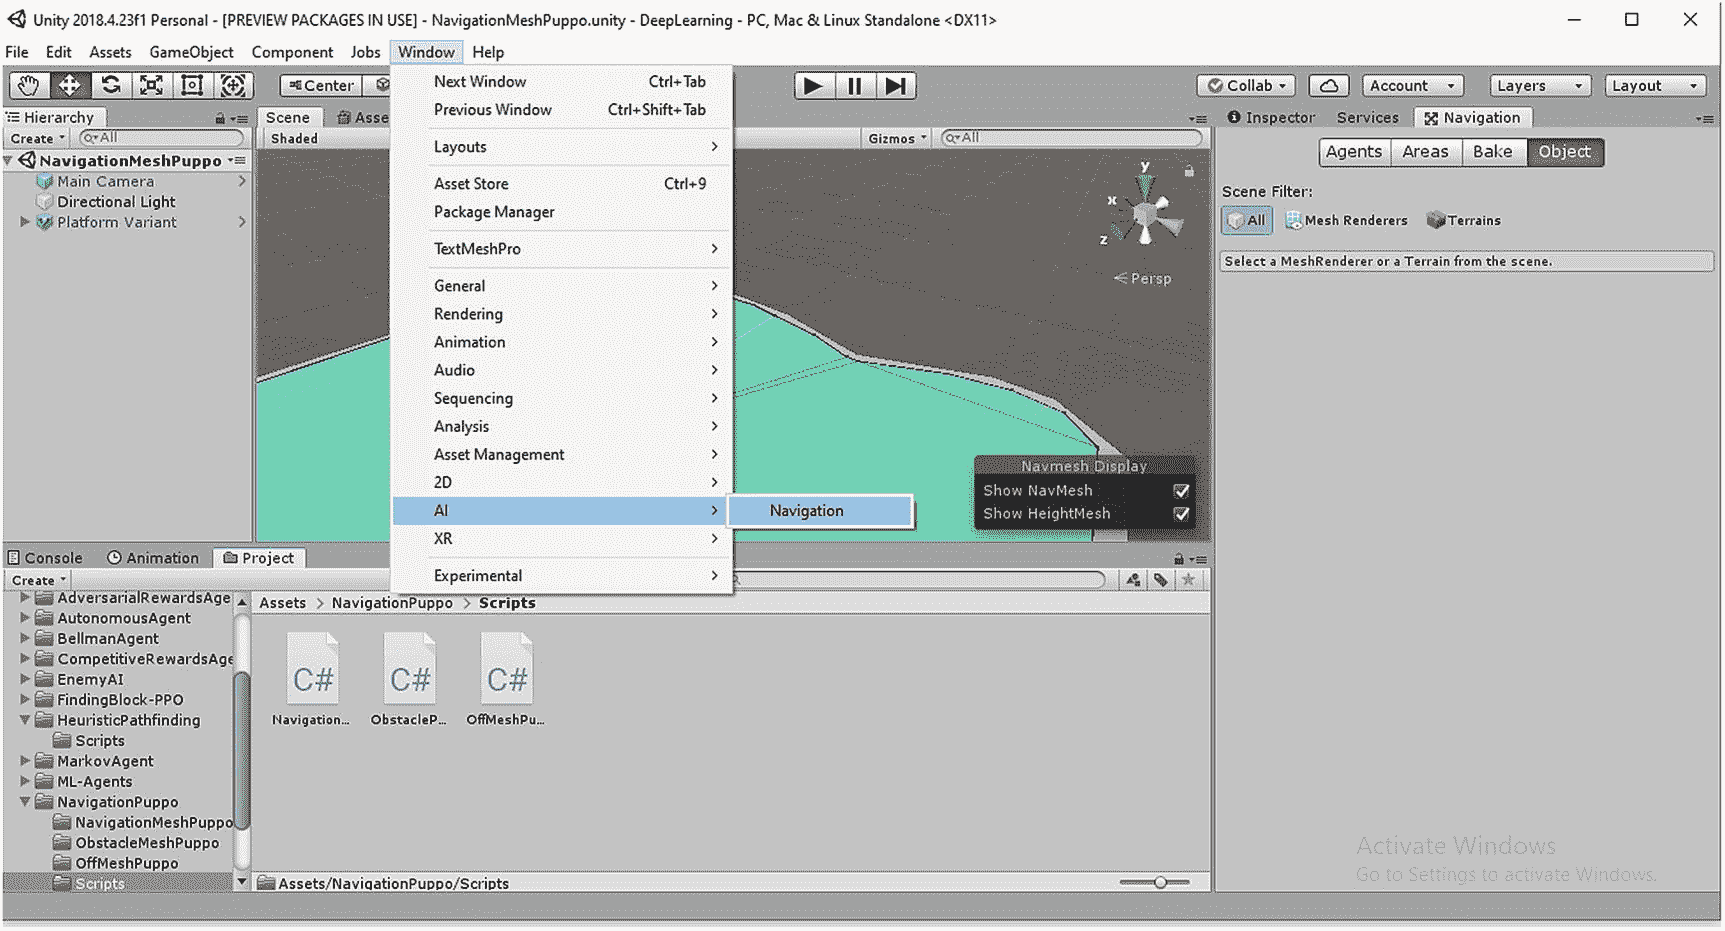 Unity 2018.4.23f1 Personal - [PREVIEW PACKAGES IN USE] - NavigationMeshPuppo.unity - DeepLearning - PC, Mac & Linux Standalone <DX11>
File Edit Assets GameObject Component Jobs Window Help
Center
Collab Account Layers Layout
Next Window Ctrl+Tab
Previous Window Ctrl+Shift+Tab
Layouts
Asset Store Ctrl+9
Package Manager
TextMeshPro
General
Rendering
Animation
Audio
Sequencing
Analysis
Asset Management
2D
AI
XR
Experimental
Navigation
Hierarchy
Create All
NavigationMeshPuppo
Main Camera
Directional Light
Platform Variant
Scene Asse
Shaded Gizmos All
y
x
z
Persp
Navmesh Display
Show NavMesh
Show HeightMesh
Inspector Services Navigation
Agents Areas Bake Object
Scene Filter:
All Mesh Renderers Terrains
Select a MeshRenderer or a Terrain from the scene.
Console Animation Project
Create
AdversarialRewardsAge
AutonomousAgent
BellmanAgent
CompetitiveRewardsAge
EnemyAI
FindingBlock-PPO
HeuristicPathfinding
Scripts
MarkovAgent
ML-Agents
NavigationPuppo
NavigationMeshPuppo
ObstacleMeshPuppo
OffMeshPuppo
Scripts
Assets > NavigationPuppo > Scripts
C# C# C#
Navigation... ObstacleP... OffMeshPu...
Assets/NavigationPuppo/Scripts
Activate Windows
Go to Settings to activate Windows.